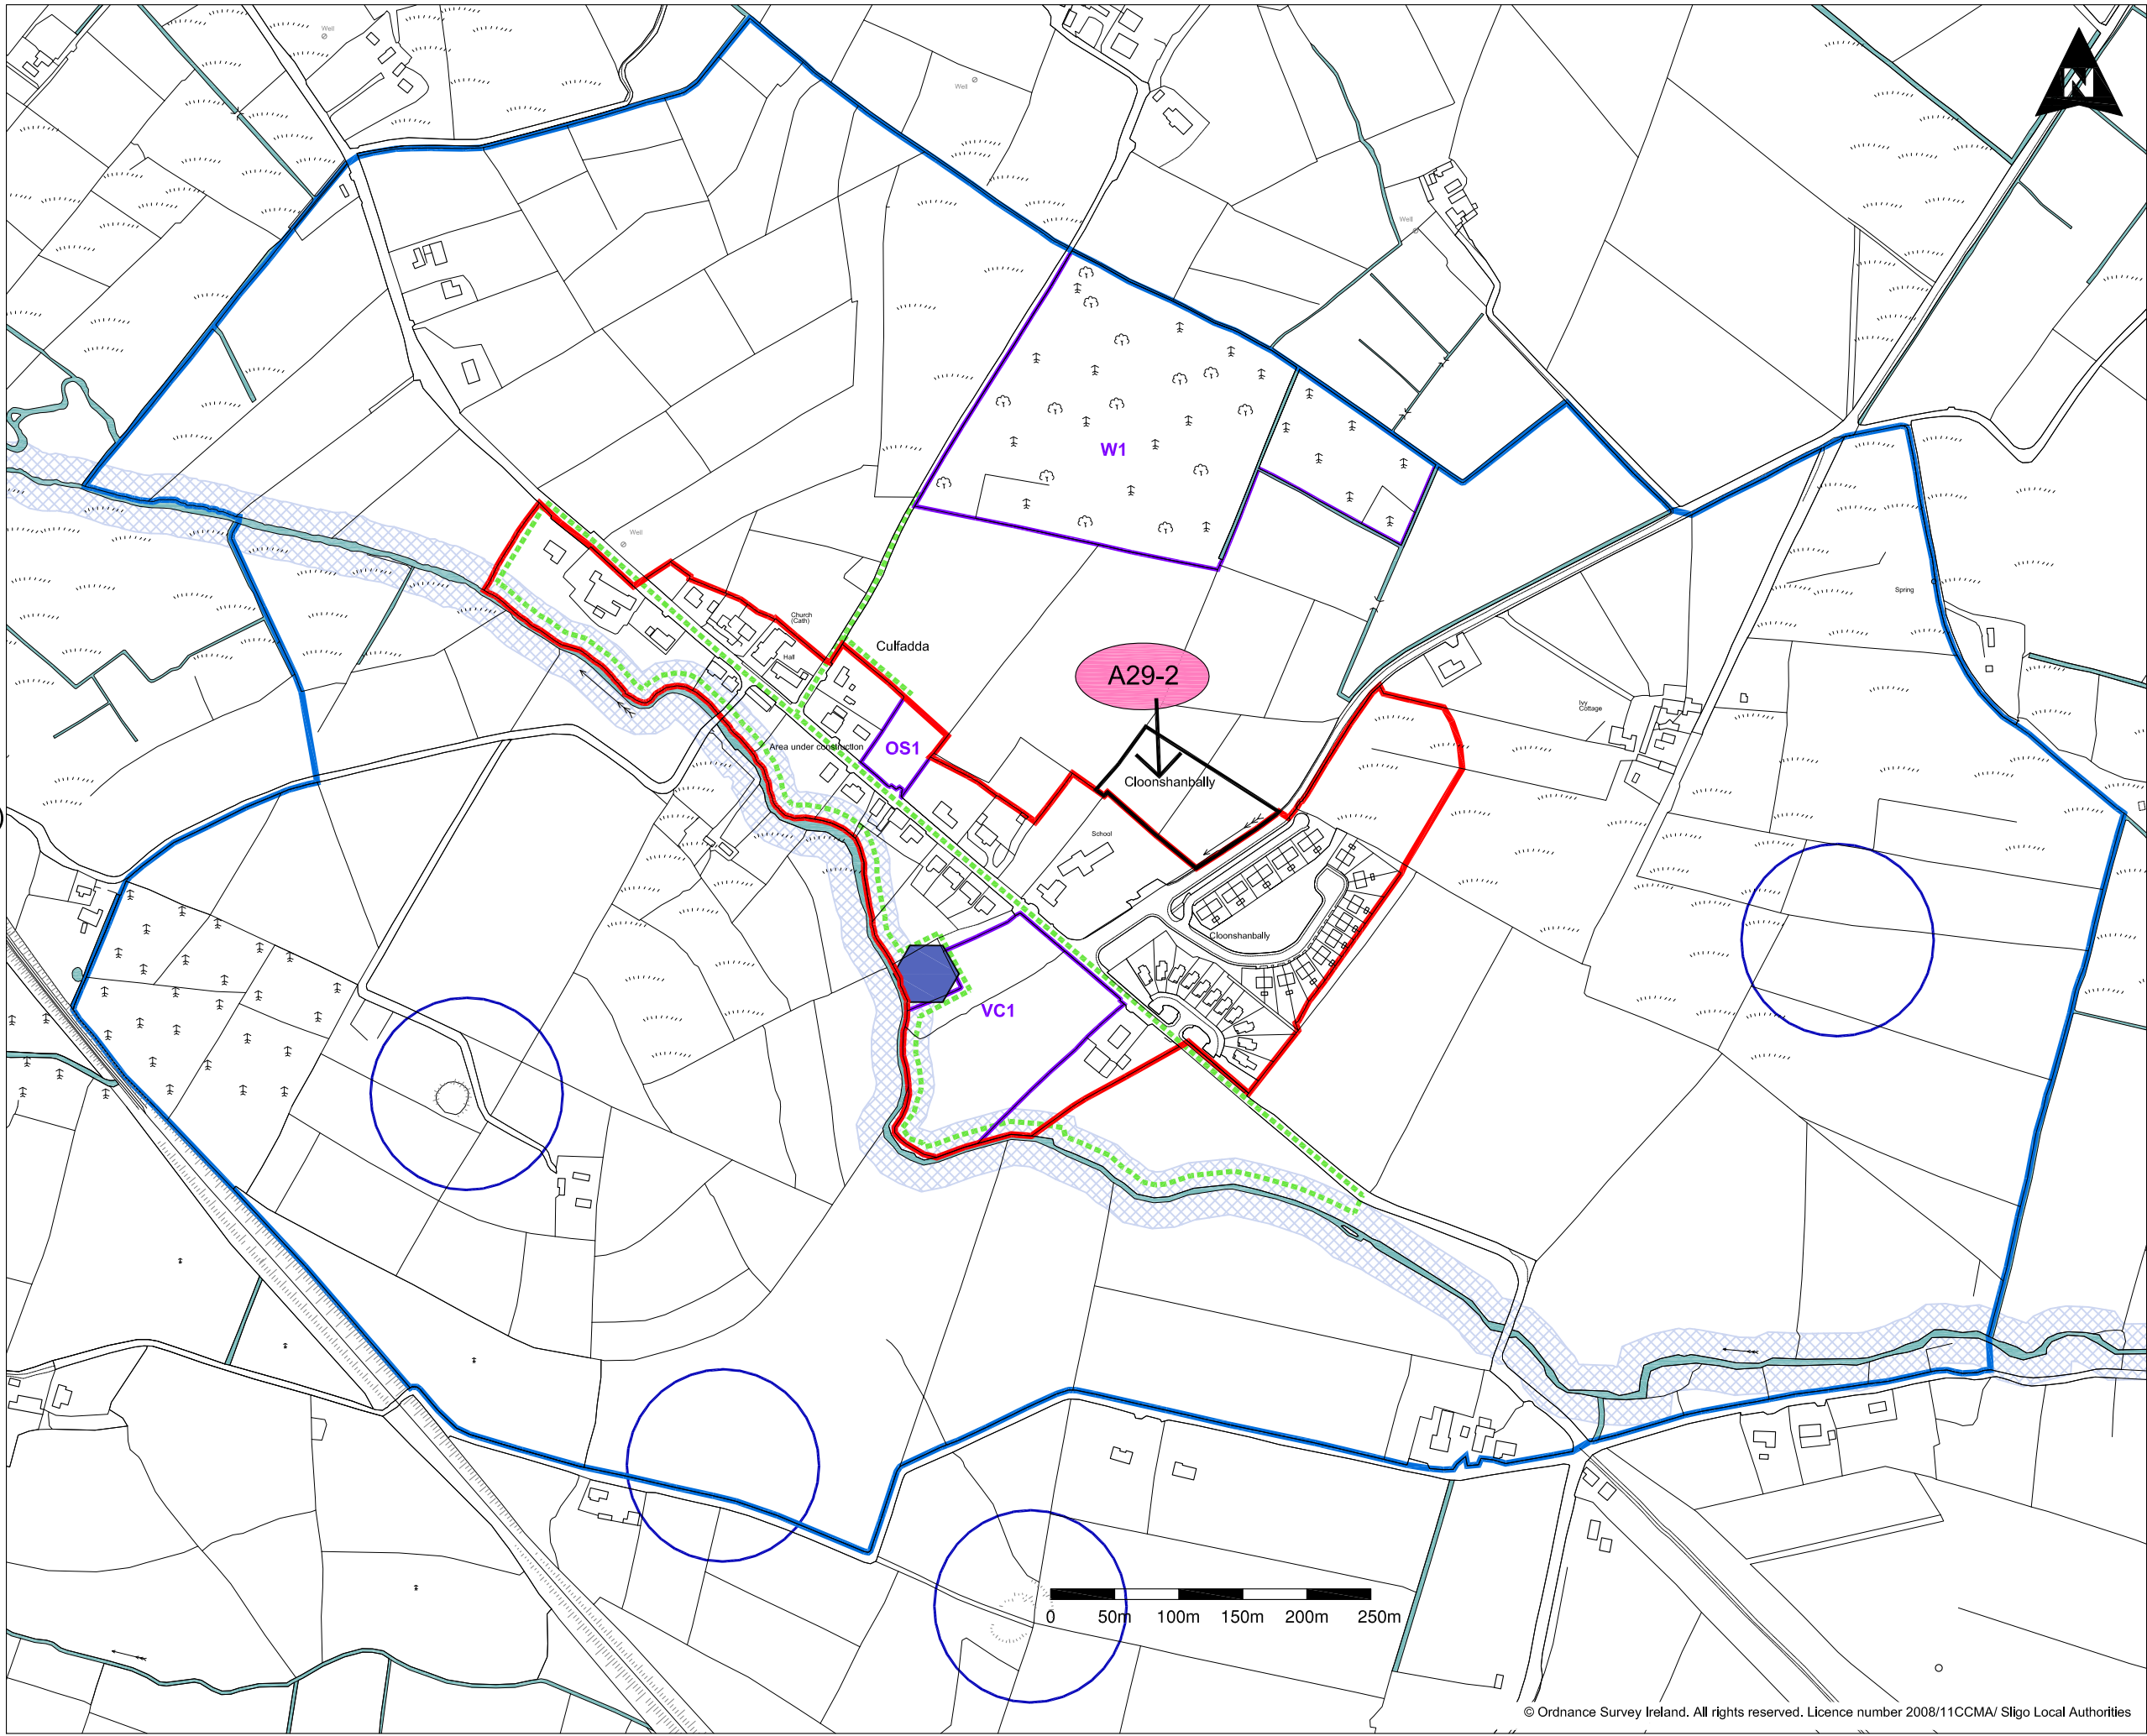 Well
N
Well
Well
W1
Well
Spring
Church
(Cath)
Culfadda
Hall
A29-2
Ivy
Cottage
Area under construction
OS1
Cloonshanbally
)
School
Cloonshanbally
VC1
0 50m 100m 150m 200m 250m
© Ordnance Survey Ireland. All rights reserved. Licence number 2008/11CCMA/ Sligo Local Authorities